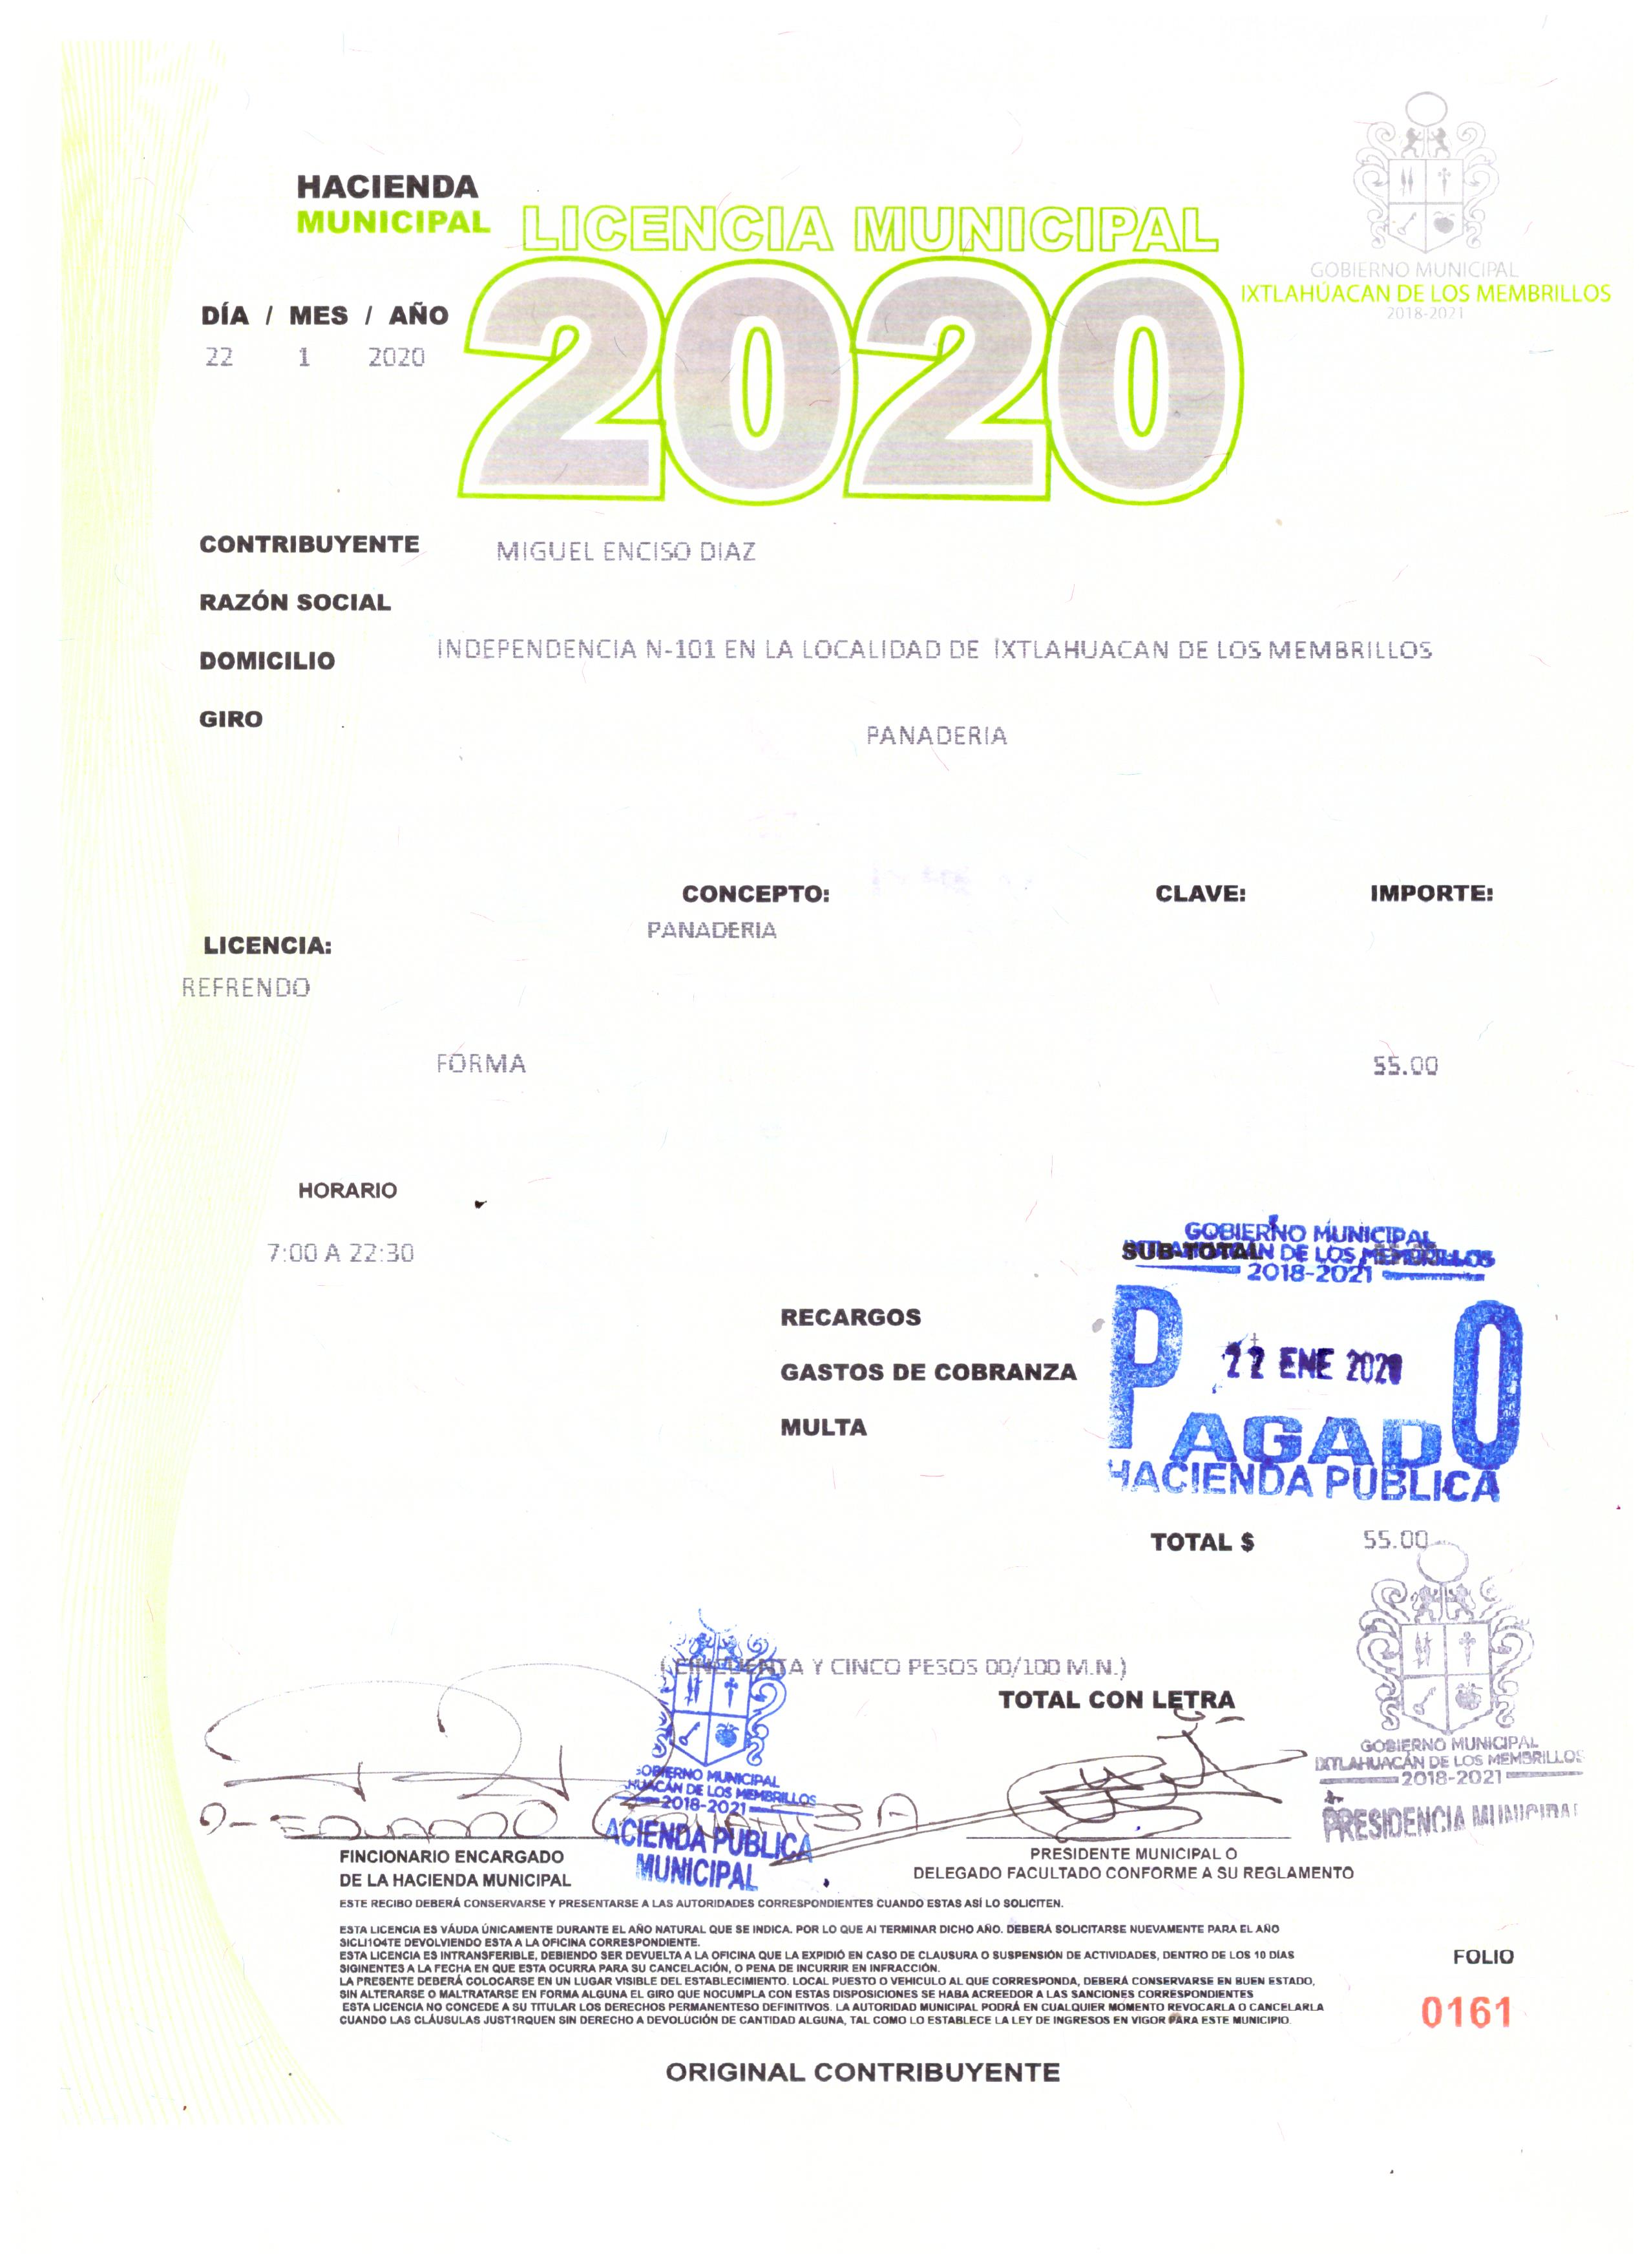 HACIENDA
MUNICIPAL
LICENCIA MUNICIPAL
2020
GOBIERNO MUNICIPAL
IXTLAHUACAN DE LOS MEMBRILLOS
2018-2021
DÍA / MES / AÑO
22 1 2020
CONTRIBUYENTE MIGUEL ENCISO DIAZ
RAZÓN SOCIAL
DOMICILIO INDEPENDENCIA N-101 EN LA LOCALIDAD DE IXTLAHUACAN DE LOS MEMBRILLOS
GIRO
PANADERIA
CONCEPTO: CLAVE: IMPORTE:
PANADERIA
LICENCIA:
REFRENDO
FORMA 55.00
HORARIO
7:00 A 22:30
GOBIERNO MUNICIPAL
SUB-TOTAL
DE LOS MEMBRILLOS
2018-2021
RECARGOS
GASTOS DE COBRANZA
MULTA
22 ENE 2020
PAGADO
HACIENDA PUBLICA
TOTAL $ 55.00
(CINCUENTA Y CINCO PESOS 00/100 M.N.)
TOTAL CON LETRA
GOBIERNO MUNICIPAL
IXTLAHUACÁN DE LOS MEMBRILLOS
2018-2021
PRESIDENCIA MUNICIPAL
OBIERNO MUNICIPAL
HUACÁN DE LOS MEMBRILLOS
2018-2021
ACIENDA PUBLICA
MUNICIPAL
FINCIONARIO ENCARGADO
DE LA HACIENDA MUNICIPAL
PRESIDENTE MUNICIPAL O
DELEGADO FACULTADO CONFORME A SU REGLAMENTO
ESTE RECIBO DEBERÁ CONSERVARSE Y PRESENTARSE A LAS AUTORIDADES CORRESPONDIENTES CUANDO ESTAS ASÍ LO SOLICITEN.
ESTA LICENCIA ES VÁUDA ÚNICAMENTE DURANTE EL AÑO NATURAL QUE SE INDICA. POR LO QUE AI TERMINAR DICHO AÑO. DEBERÁ SOLICITARSE NUEVAMENTE PARA EL AÑO
SICLI1O4TE DEVOLVIENDO ESTA A LA OFICINA CORRESPONDIENTE.
ESTA LICENCIA ES INTRANSFERIBLE, DEBIENDO SER DEVUELTA A LA OFICINA QUE LA EXPIDIÓ EN CASO DE CLAUSURA O SUSPENSIÓN DE ACTIVIDADES, DENTRO DE LOS 10 DÍAS
SIGINENTES A LA FECHA EN QUE ESTA OCURRA PARA SU CANCELACIÓN, O PENA DE INCURRIR EN INFRACCIÓN.
LA PRESENTE DEBERÁ COLOCARSE EN UN LUGAR VISIBLE DEL ESTABLECIMIENTO. LOCAL PUESTO O VEHICULO AL QUE CORRESPONDA, DEBERÁ CONSERVARSE EN BUEN ESTADO,
SIN ALTERARSE O MALTRATARSE EN FORMA ALGUNA EL GIRO QUE NOCUMPLA CON ESTAS DISPOSICIONES SE HABA ACREEDOR A LAS SANCIONES CORRESPONDIENTES
ESTA LICENCIA NO CONCEDE A SU TITULAR LOS DERECHOS PERMANENTESO DEFINITIVOS. LA AUTORIDAD MUNICIPAL PODRÁ EN CUALQUIER MOMENTO REVOCARLA O CANCELARLA
CUANDO LAS CLÁUSULAS JUST1RQUEN SIN DERECHO A DEVOLUCIÓN DE CANTIDAD ALGUNA, TAL COMO LO ESTABLECE LA LEY DE INGRESOS EN VIGOR PARA ESTE MUNICIPIO.
FOLIO
0161
ORIGINAL CONTRIBUYENTE